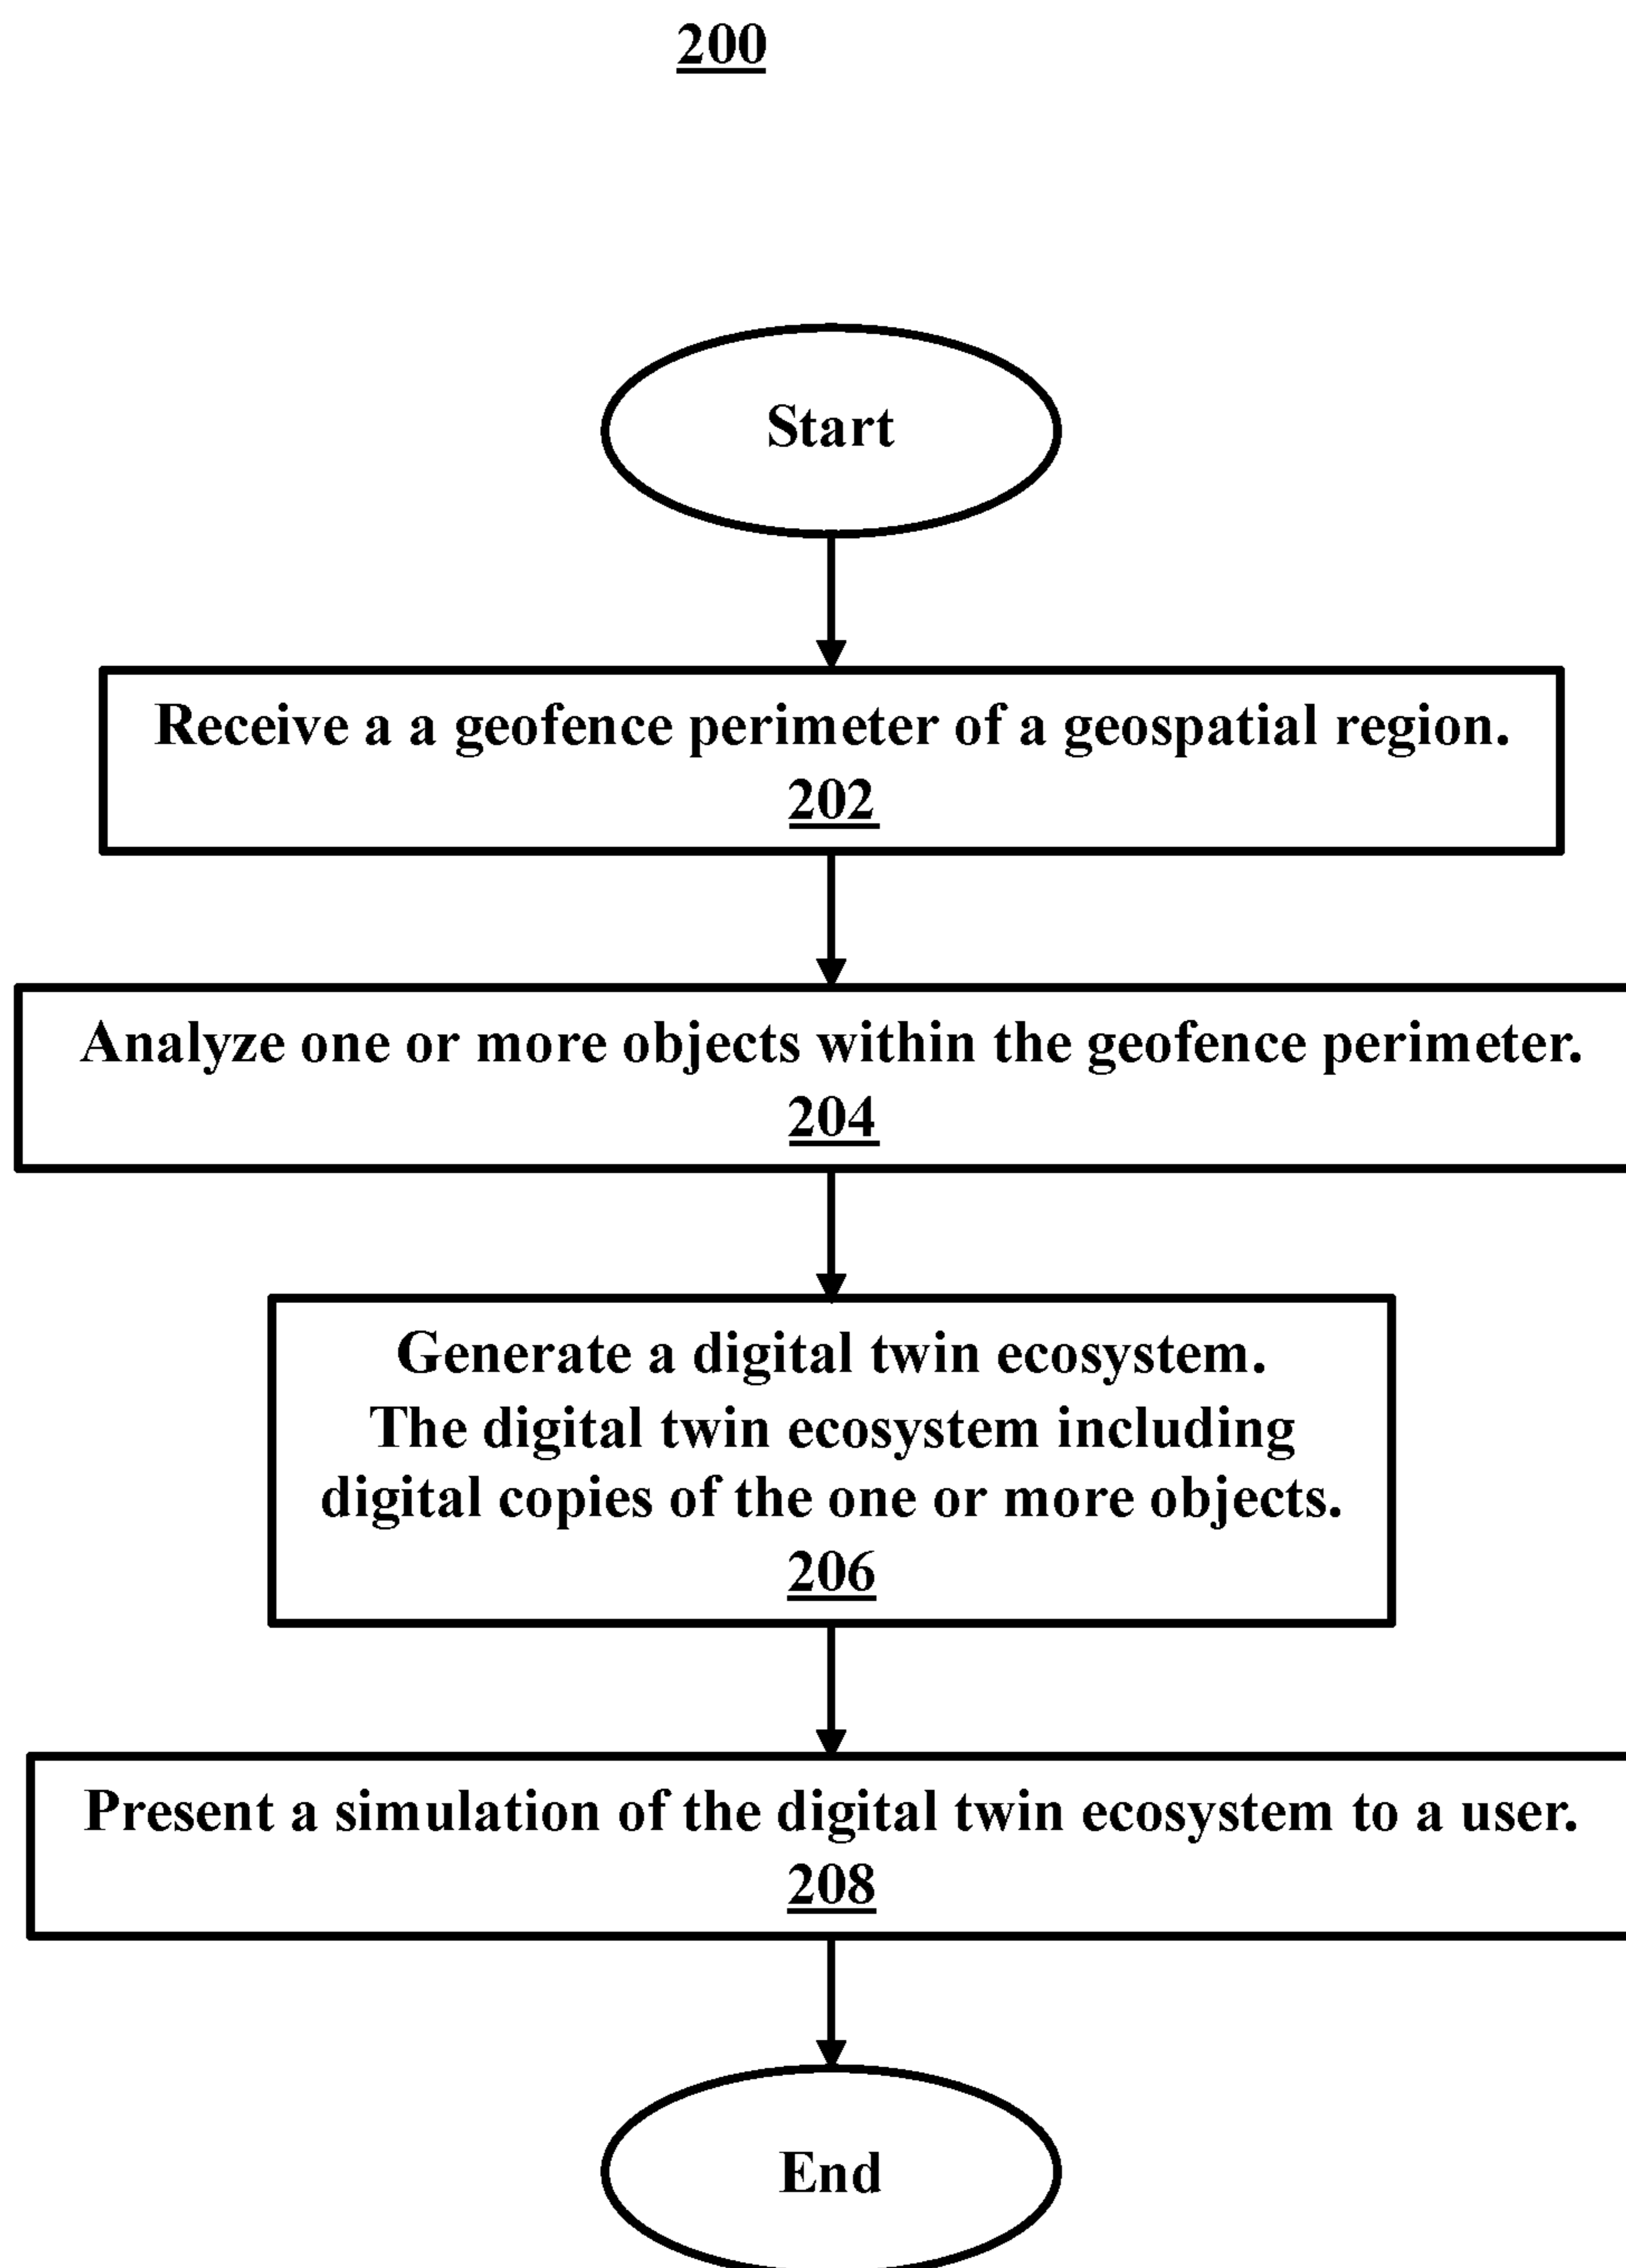 200
Start
Receive a a geofence perimeter of a geospatial region.
202
Analyze one or more objects within the geofence perimeter.
204
Generate a digital twin ecosystem.
The digital twin ecosystem including
digital copies of the one or more objects.
206
Present a simulation of the digital twin ecosystem to a user.
208
End